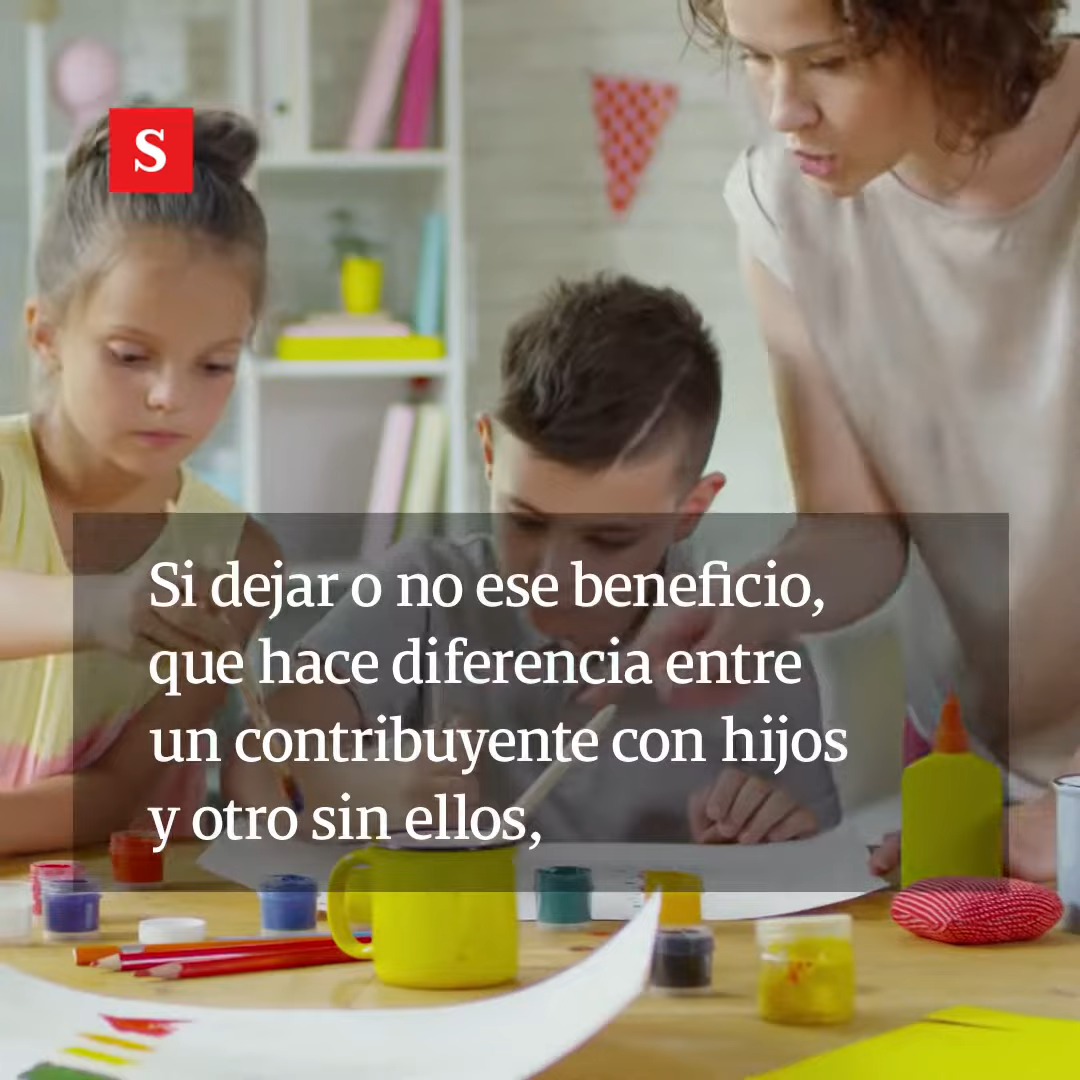 S
Si dejar o no ese beneficio,
que hace diferencia entre
un contribuyente con hijos
y otro sin ellos,